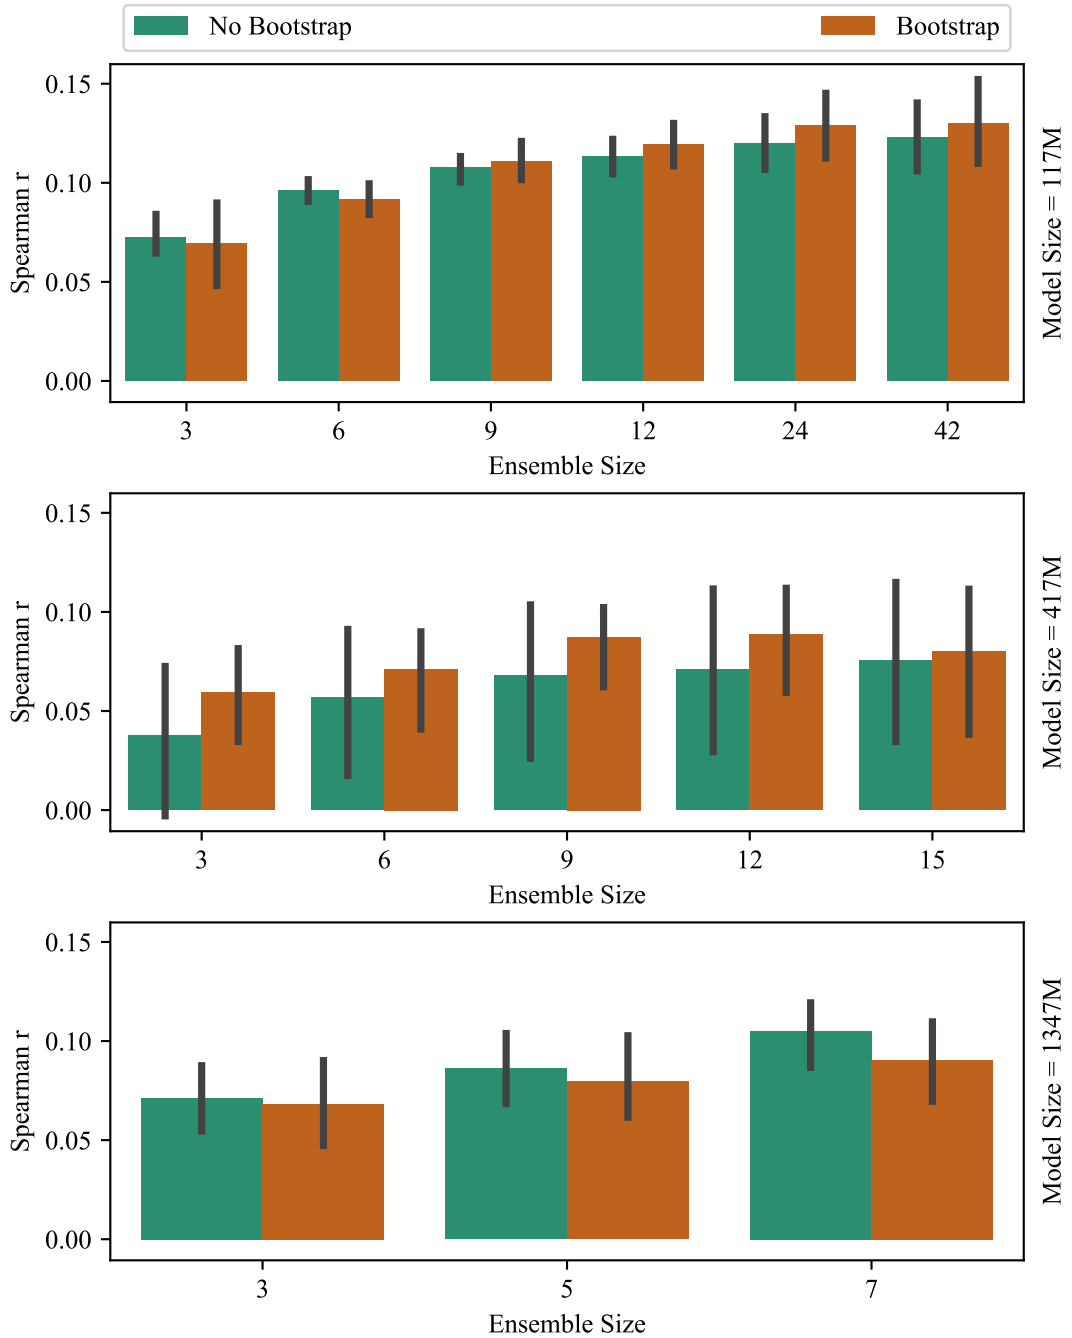 No Bootstrap Bootstrap
0.15
0.10
0.05
0.00
Spearman r
Model Size = 117M
3 6 9 12 24 42
Ensemble Size
0.15
0.10
0.05
0.00
Spearman r
Model Size = 417M
3 6 9 12 15
Ensemble Size
0.15
0.10
0.05
0.00
Spearman r
Model Size = 1347M
3 5 7
Ensemble Size